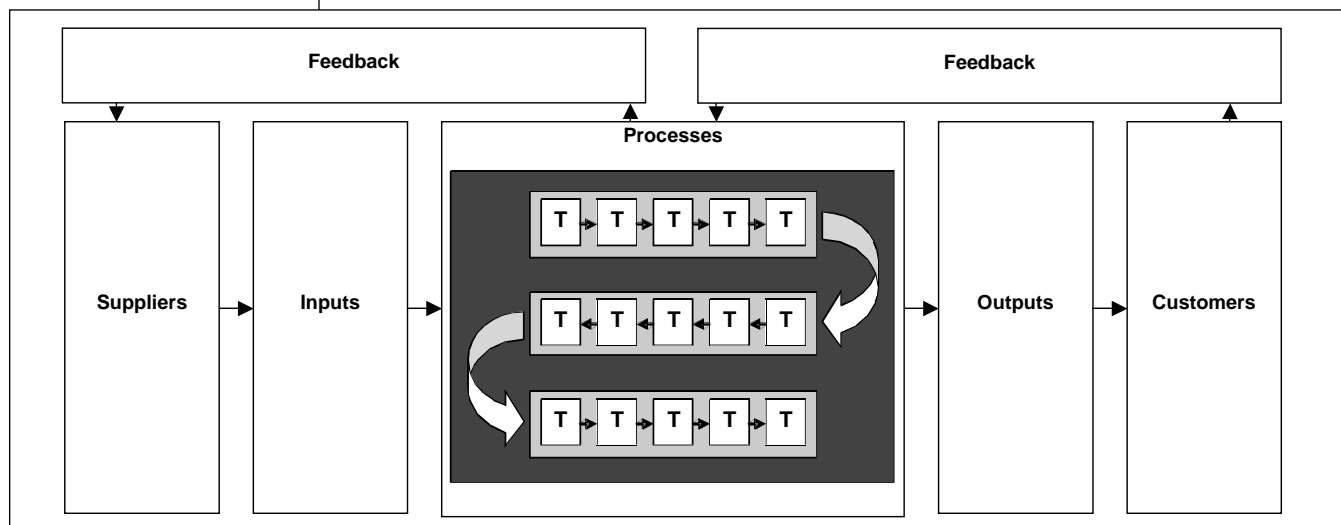 Feedback
Feedback
Processes
T T T T T
Suppliers
Inputs
T T T T T
Outputs
Customers
T T T T T